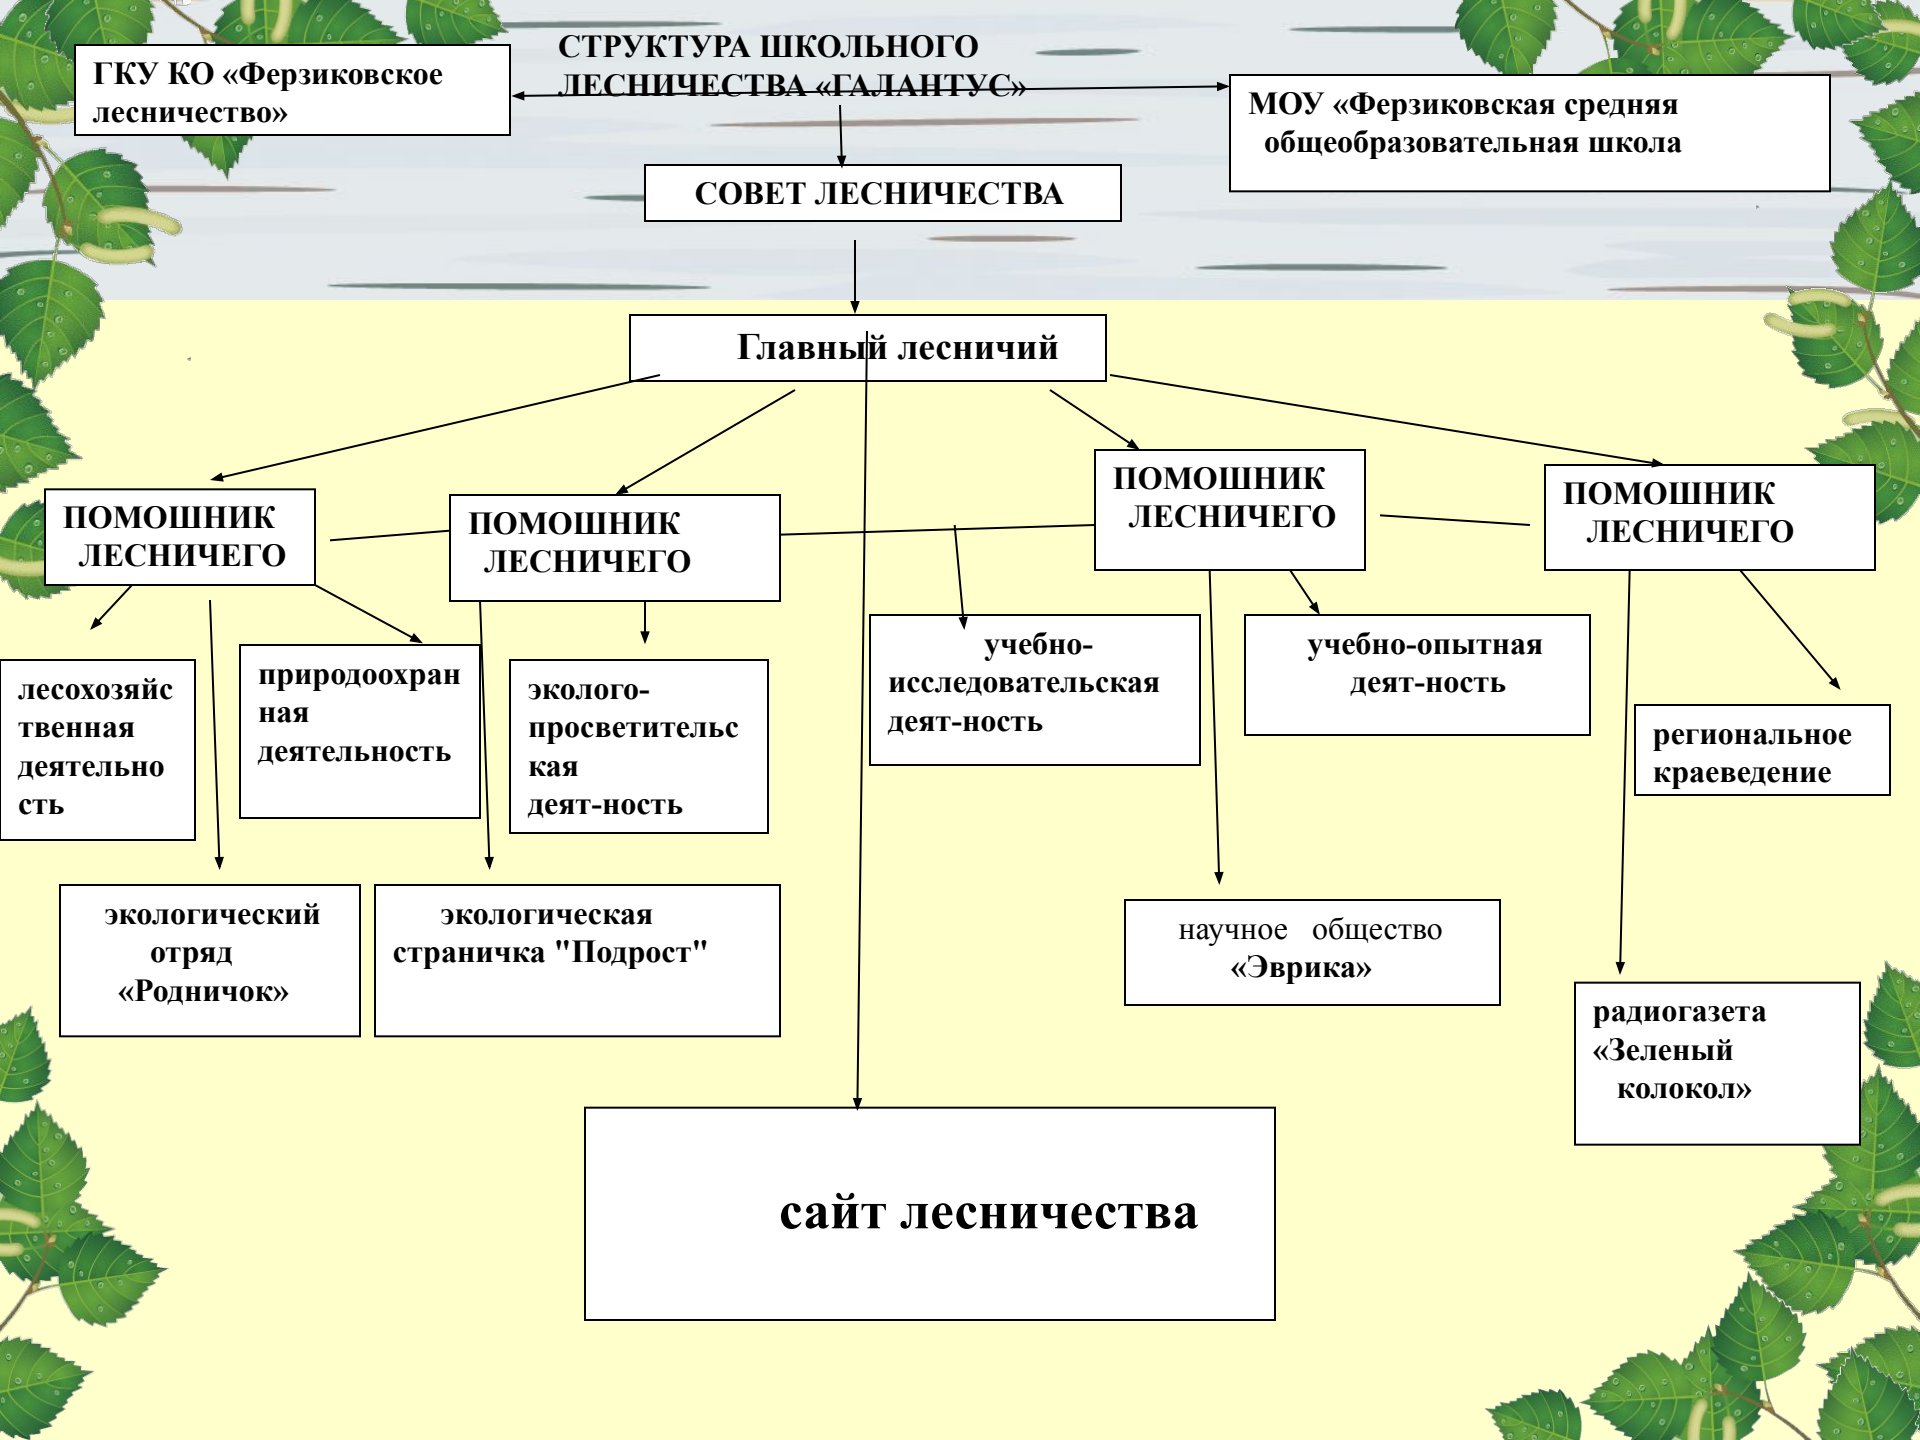 СТРУКТУРА ШКОЛЬНОГО
ЛЕСНИЧЕСТВА «ГАЛАНТУС»
ГКУ КО «Ферзиковское
лесничество»
МОУ «Ферзиковская средняя
общеобразовательная школа
СОВЕТ ЛЕСНИЧЕСТВА
Главный лесничий
ПОМОШНИК
ЛЕСНИЧЕГО
ПОМОШНИК
ЛЕСНИЧЕГО
ПОМОШНИК
ЛЕСНИЧЕГО
ПОМОШНИК
ЛЕСНИЧЕГО
лесохозяйс
твенная
деятельно
сть
природоохран
ная
деятельность
эколого-
просветительс
кая
деят-ность
учебно-
исследовательская
деят-ность
учебно-опытная
деят-ность
региональное
краеведение
экологический
отряд
«Родничок»
экологическая
страничка "Подрост"
научное общество
«Эврика»
радиогазета
«Зеленый
колокол»
сайт лесничества